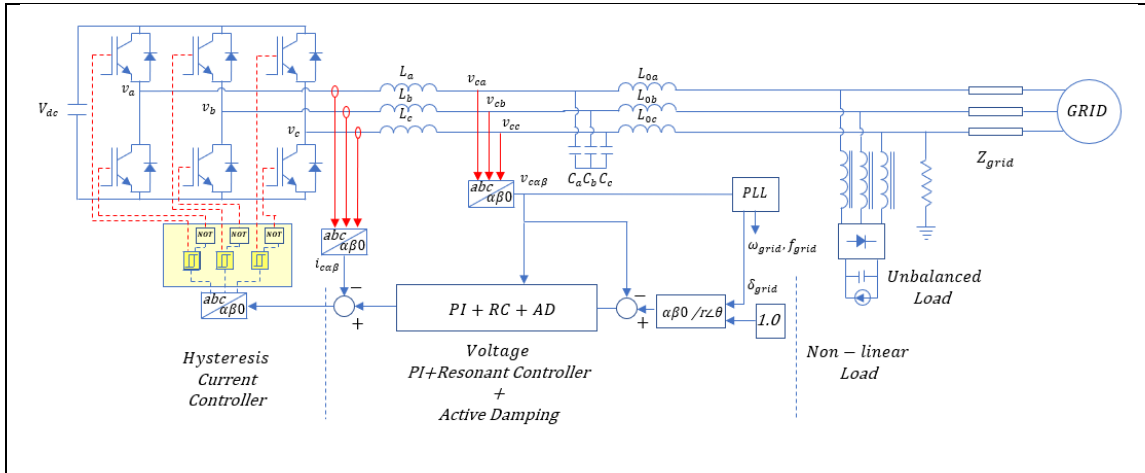 V_dc
v_a
v_b
v_c
L_a
L_b
L_c
v_ca
v_cb
v_cc
L_0a
L_0b
L_0c
GRID
Z_grid
C_a C_b C_c
abc
αβ0
v_cαβ
PLL
NOT
NOT
NOT
abc
αβ0
i_cαβ
ω_grid, f_grid
δ_grid
Unbalanced
Load
abc
αβ0
−
+
PI + RC + AD
−
+
αβ0 /r∠θ
1.0
Hysteresis
Current
Controller
Voltage
PI+Resonant Controller
+
Active Damping
Non − linear
Load